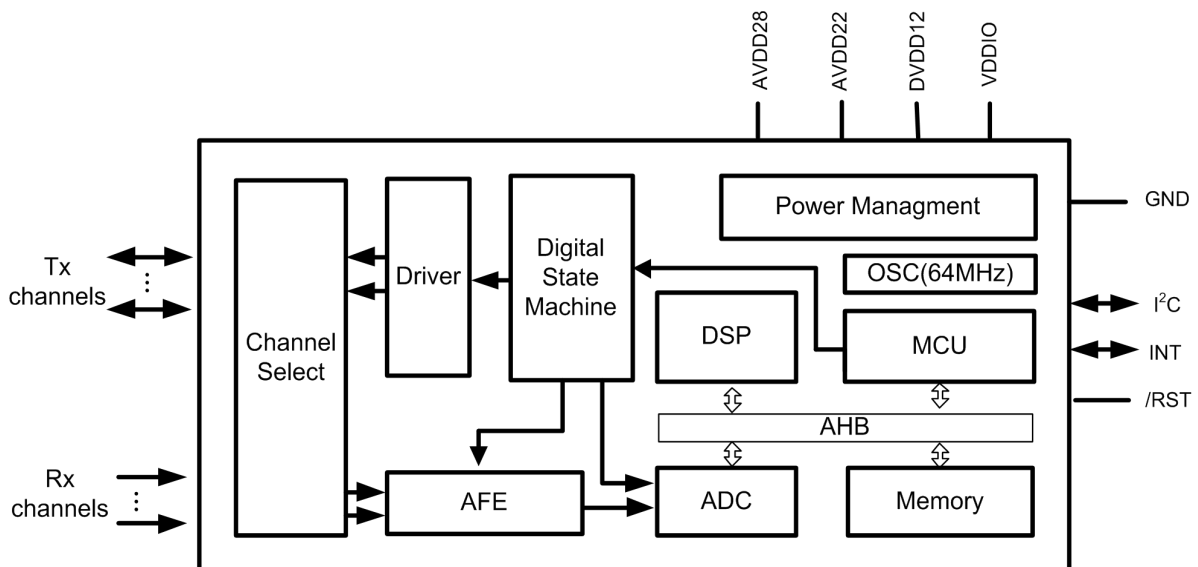 AVDD28
AVDD22
DVDD12
VDDIO
Power Managment
GND
OSC(64MHz)
Tx
channels
Channel
Select
Driver
Digital
State
Machine
DSP
MCU
I²C
INT
/RST
AHB
Rx
channels
AFE
ADC
Memory